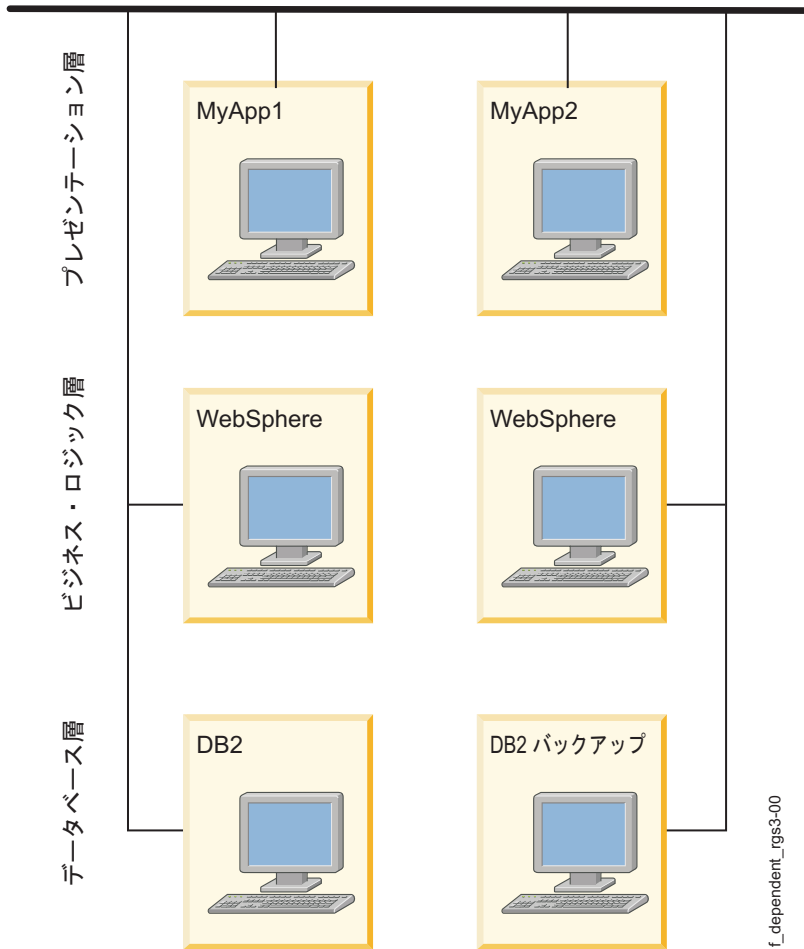 プレゼンテーション層
MyApp1
MyApp2
ビジネス・ロジック層
WebSphere
WebSphere
データベース層
DB2
DB2 バックアップ
f_dependent_rgs3-00